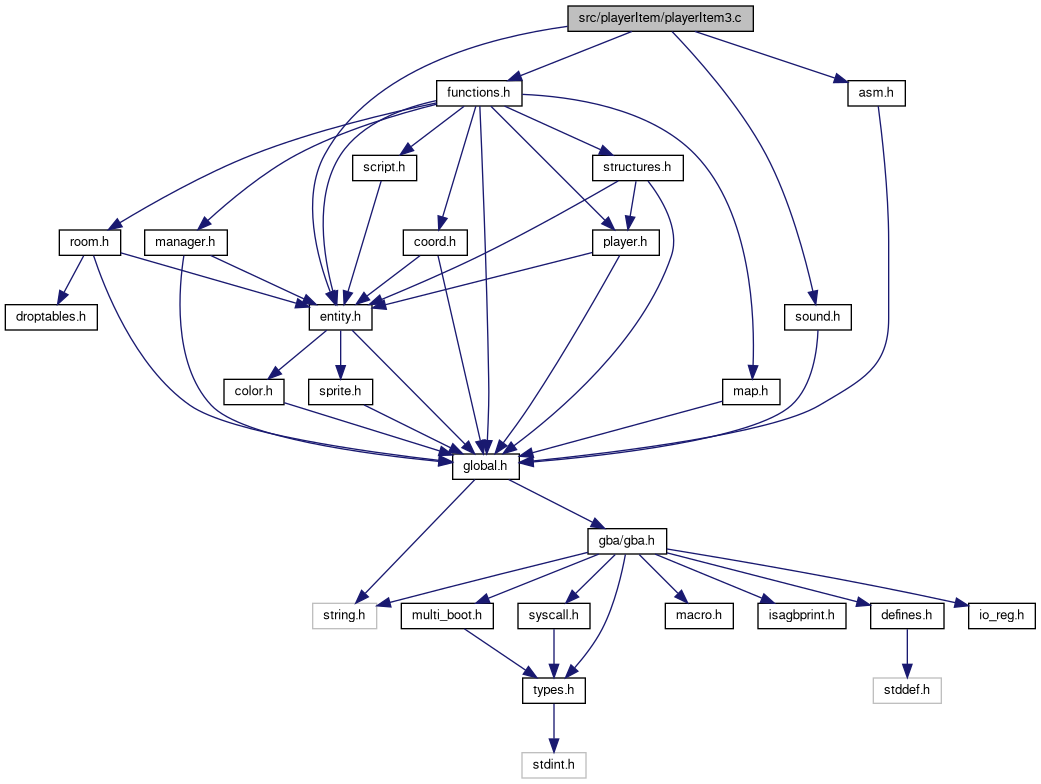 src/playerItem/playerItem3.c
functions.h
asm.h
script.h
structures.h
room.h
manager.h
coord.h
player.h
droptables.h
entity.h
sound.h
color.h
sprite.h
map.h
global.h
gba/gba.h
string.h
multi_boot.h
syscall.h
macro.h
isagbprint.h
defines.h
io_reg.h
types.h
stddef.h
stdint.h